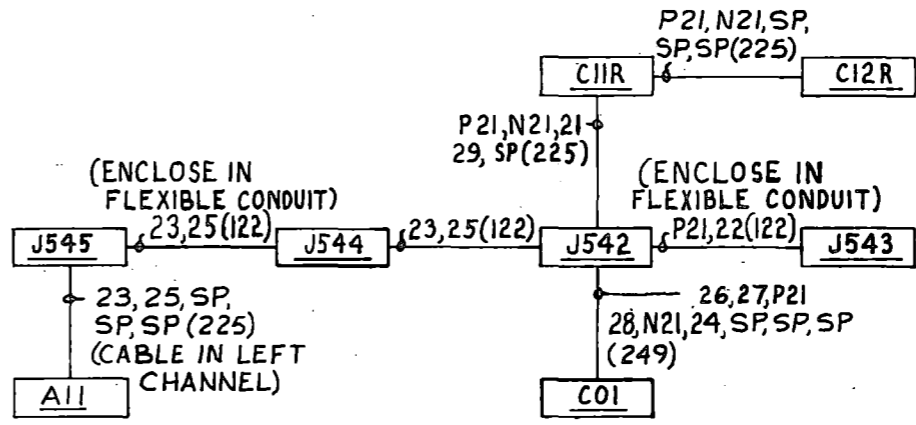 P21, N21, SP,
SP, SP(225)
C11R
C12R
P21, N21, 21
29, SP(225)
(ENCLOSE IN
FLEXIBLE CONDUIT)
23, 25(122)
(ENCLOSE IN
FLEXIBLE CONDUIT)
P21, 22(122)
J545
J544
23, 25(122)
J542
J543
23, 25, SP,
SP, SP(225)
(CABLE IN LEFT
CHANNEL)
26, 27, P21
28, N21, 24, SP, SP, SP
(249)
A11
C01